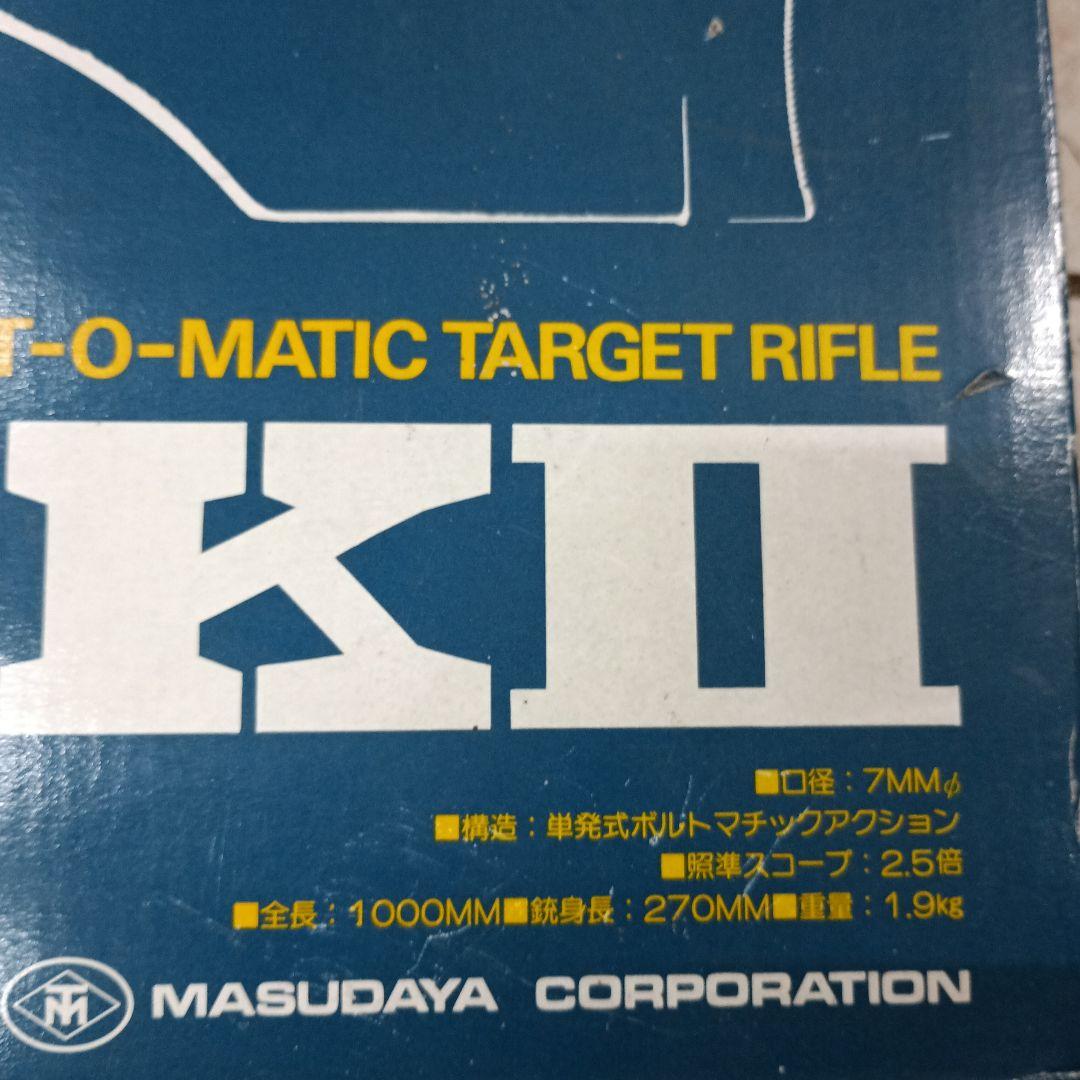 T-O-MATIC TARGET RIFLE
KII
■口径：7MMφ
■構造：単発式ボルトマチックアクション
■照準スコープ：2.5倍
■全長：1000MM■銃身長：270MM■重量：1.9kg
TM MASUDAYA CORPORATION